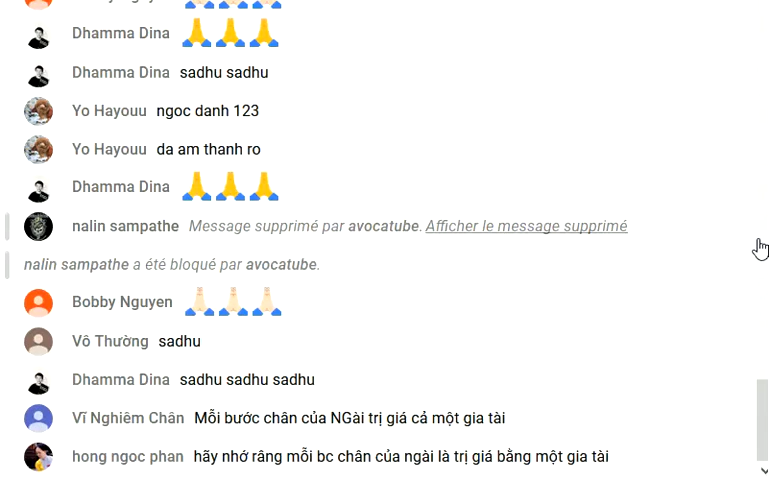 Dhamma Dina 🙏🙏🙏
Dhamma Dina sadhu sadhu
Yo Hayouu ngoc danh 123
Yo Hayouu da am thanh ro
Dhamma Dina 🙏🙏🙏
nalin sampathe Message supprimé par avocatube. Afficher le message supprimé
nalin sampathe a été bloqué par avocatube.
Bobby Nguyen 🙏🏻🙏🏻🙏🏻
Vô Thường sadhu
Dhamma Dina sadhu sadhu sadhu
Vĩ Nghiêm Chân Mỗi bước chân của NGài trị giá cả một gia tài
hong ngoc phan hãy nhớ râng mỗi bc chân của ngài là trị giá bằng một gia tài